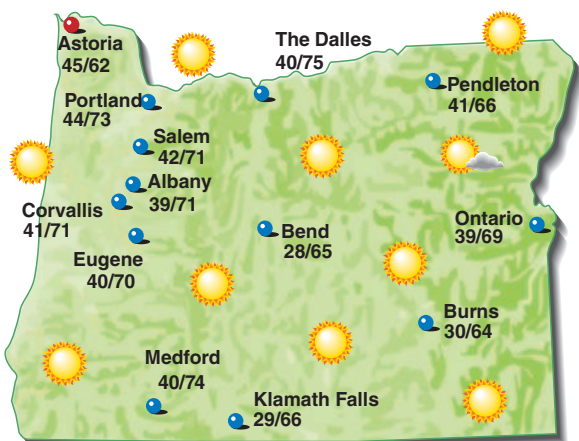 Astoria
45/62
The Dalles
40/75
Pendleton
41/66
Portland
44/73
Salem
42/71
Albany
39/71
Corvallis
41/71
Eugene
40/70
Bend
28/65
Ontario
39/69
Burns
30/64
Medford
40/74
Klamath Falls
29/66